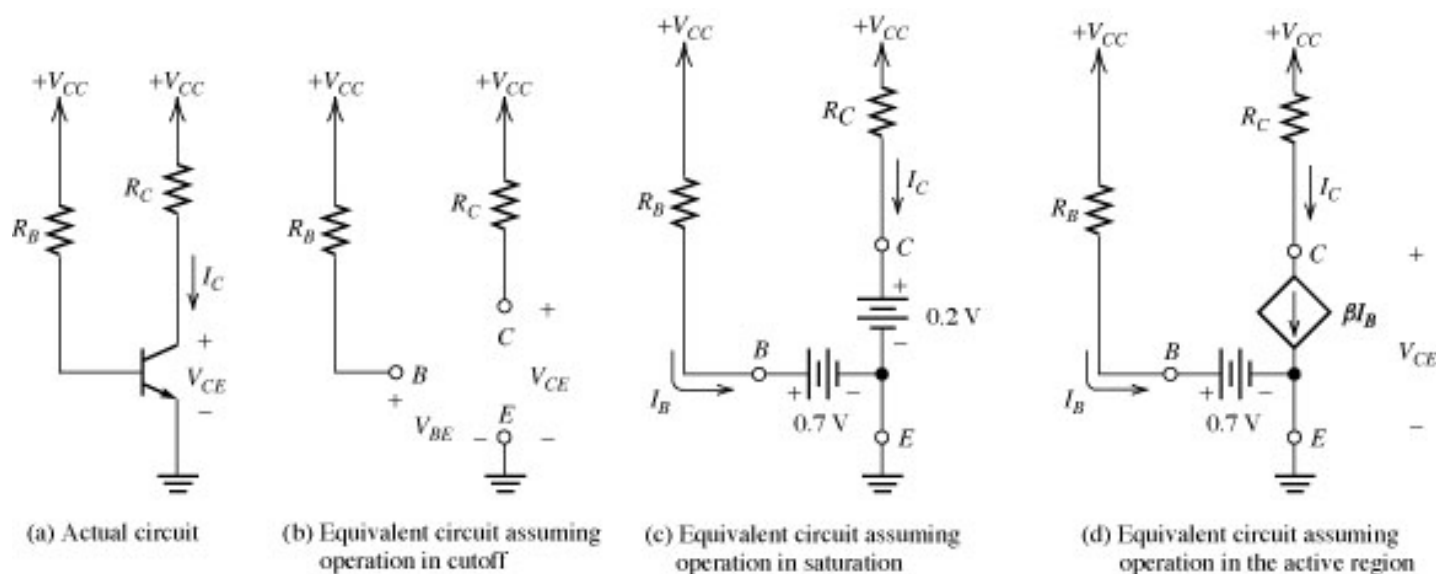 +V_CC +V_CC
R_B
R_C
I_C
+
V_CE
−
(a) Actual circuit
+V_CC +V_CC
R_B
R_C
C
+
B
+
V_CE
V_BE
E
− −
(b) Equivalent circuit assuming
operation in cutoff
+V_CC
+V_CC
R_C
I_C
R_B
C
+
0.2 V
−
B
+ −
I_B
0.7 V
E
(c) Equivalent circuit assuming
operation in saturation
+V_CC
+V_CC
R_C
I_C
R_B
C
+
βI_B
V_CE
B
+ −
I_B
0.7 V
E
−
(d) Equivalent circuit assuming
operation in the active region